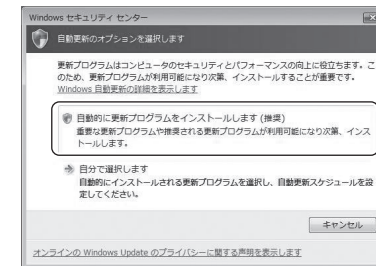 Windows セキュリティ センター
自動更新のオプションを選択します
更新プログラムはコンピュータのセキュリティとパフォーマンスの向上に役立ちます。こ
のため、更新プログラムが利用可能になり次第、インストールすることが重要です。
Windows 自動更新の詳細を表示します
自動的に更新プログラムをインストールします (推奨)
重要な更新プログラムや推奨される更新プログラムが利用可能になり次第、インス
トールします。
自分で選択します
自動的にインストールされる更新プログラムを選択し、自動更新スケジュールを設
定してください。
キャンセル
オンラインの Windows Update のプライバシーに関する声明を表示します